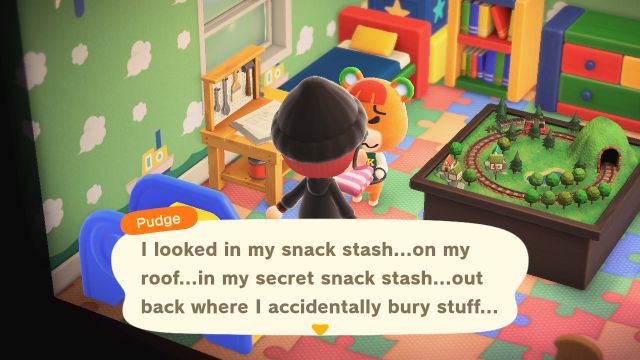 Pudge
I looked in my snack stash...on my
roof...in my secret snack stash...out
back where I accidentally bury stuff...